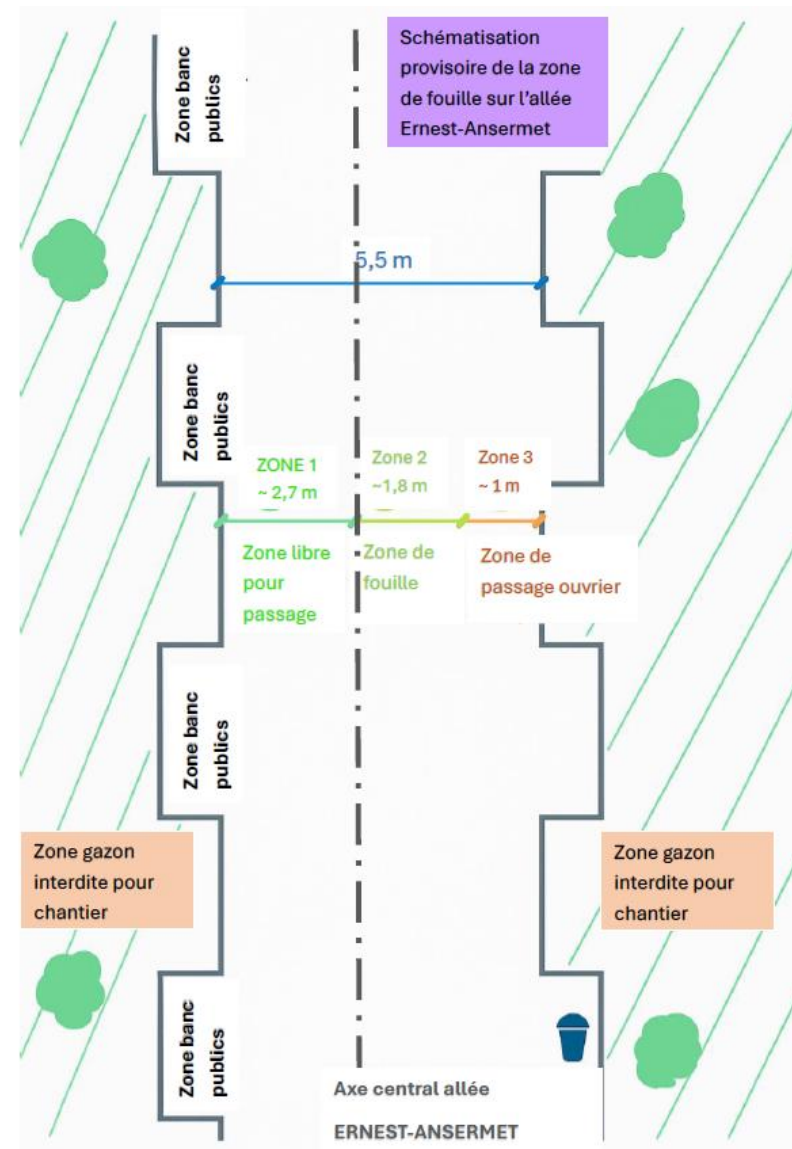 Zone banc
publics
Schématisation
provisoire de la zone
de fouille sur l'allée
Ernest-Ansermet
5,5 m
Zone banc
publics
ZONE 1
~ 2,7 m
Zone 2
~1,8 m
Zone 3
~ 1 m
Zone libre
pour
passage
Zone de
fouille
Zone de
passage ouvrier
Zone banc
publics
Zone gazon
interdite pour
chantier
Zone gazon
interdite pour
chantier
Zone banc
publics
Axe central allée
ERNEST-ANSERMET